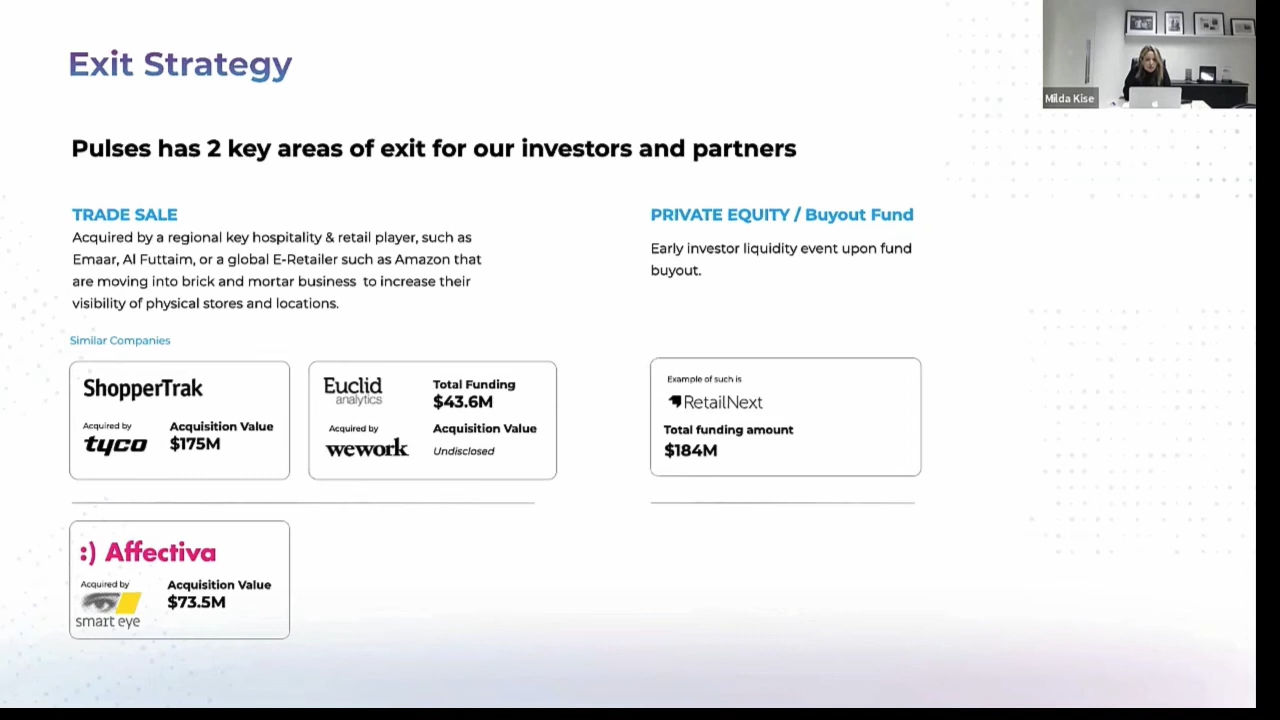 Exit Strategy
Milda Kise
Pulses has 2 key areas of exit for our investors and partners
TRADE SALE
Acquired by a regional key hospitality & retail player, such as
Emaar, Al Futtaim, or a global E-Retailer such as Amazon that
are moving into brick and mortar business to increase their
visibility of physical stores and locations.
Similar Companies
ShopperTrak
Acquired by
tyco
Acquisition Value
$175M
Euclid
analytics
Total Funding
$43.6M
Acquired by
wework
Acquisition Value
Undisclosed
:) Affectiva
Acquired by
smart eye
Acquisition Value
$73.5M
PRIVATE EQUITY / Buyout Fund
Early investor liquidity event upon fund
buyout.
Example of such is
RetailNext
Total funding amount
$184M